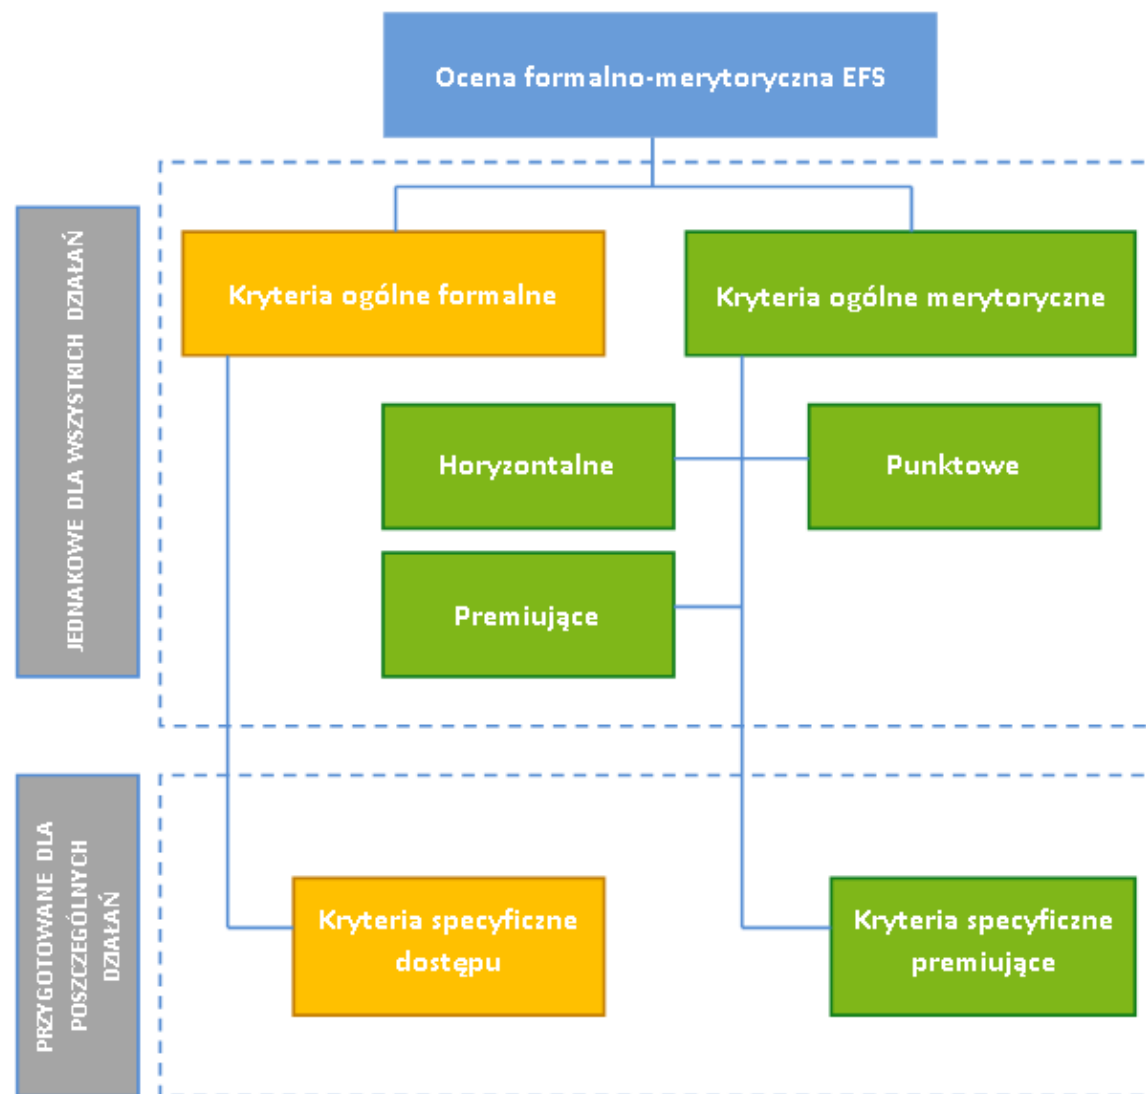 Ocena formalno-merytoryczna EFS
JEDNAKOWE DLA WSZYSTKICH DZIAŁAŃ
Kryteria ogólne formalne
Kryteria ogólne merytoryczne
Horyzontalne
Punktowe
Premiujące
PRZYGOTOWANE DLA
POSZCZEGÓLNYCH
DZIAŁAŃ
Kryteria specyficzne
dostępu
Kryteria specyficzne
premiujące